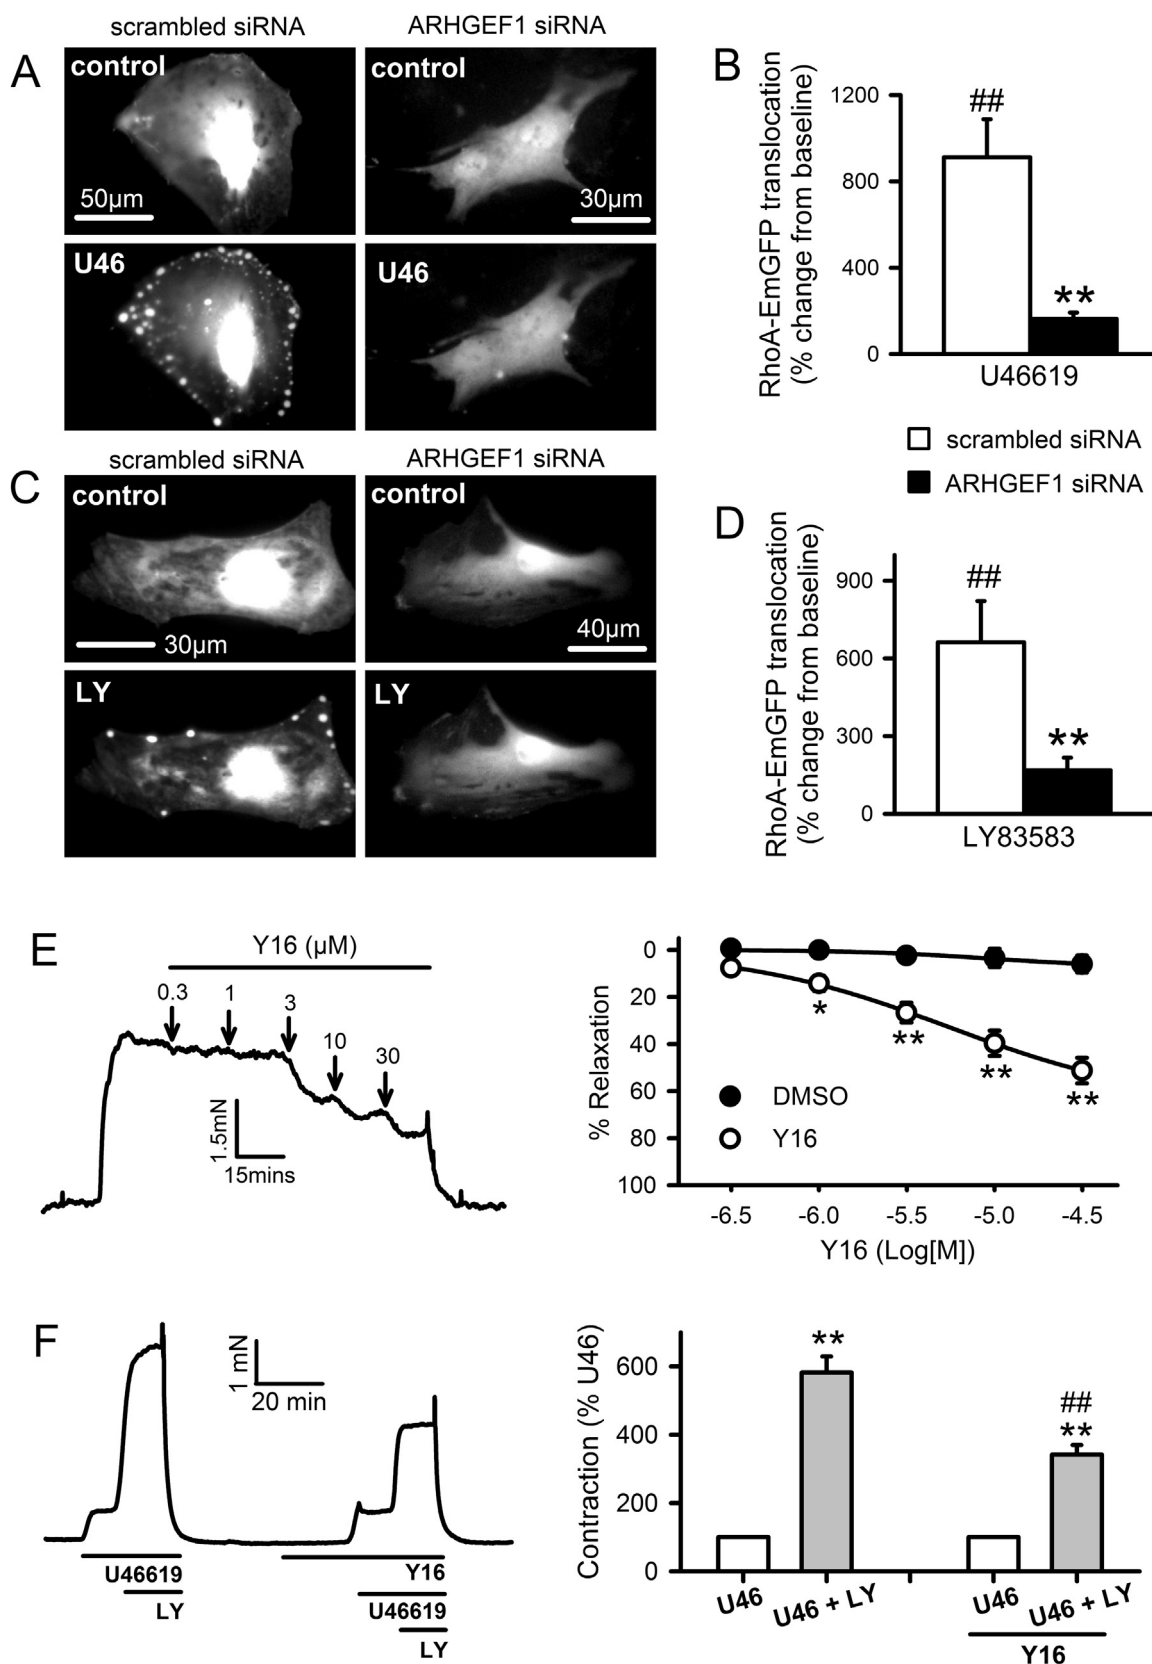 scrambled siRNA
ARHGEF1 siRNA
A
control
control
50µm
30µm
U46
U46
B
RhoA-EmGFP translocation
(% change from baseline)
1200
800
400
0
##
**
U46619
scrambled siRNA
ARHGEF1 siRNA
scrambled siRNA
ARHGEF1 siRNA
C
control
control
30µm
40µm
LY
LY
D
RhoA-EmGFP translocation
(% change from baseline)
900
600
300
0
##
**
LY83583
E
Y16 (µM)
0.3
1
3
10
30
1.5mN
15mins
% Relaxation
0
20
40
60
80
100
*
**
**
**
DMSO
Y16
-6.5
-6.0
-5.5
-5.0
-4.5
Y16 (Log[M])
F
1 mN
20 min
U46619
LY
Y16
U46619
LY
Contraction (% U46)
600
400
200
0
**
##
**
U46
U46 + LY
U46
U46 + LY
Y16